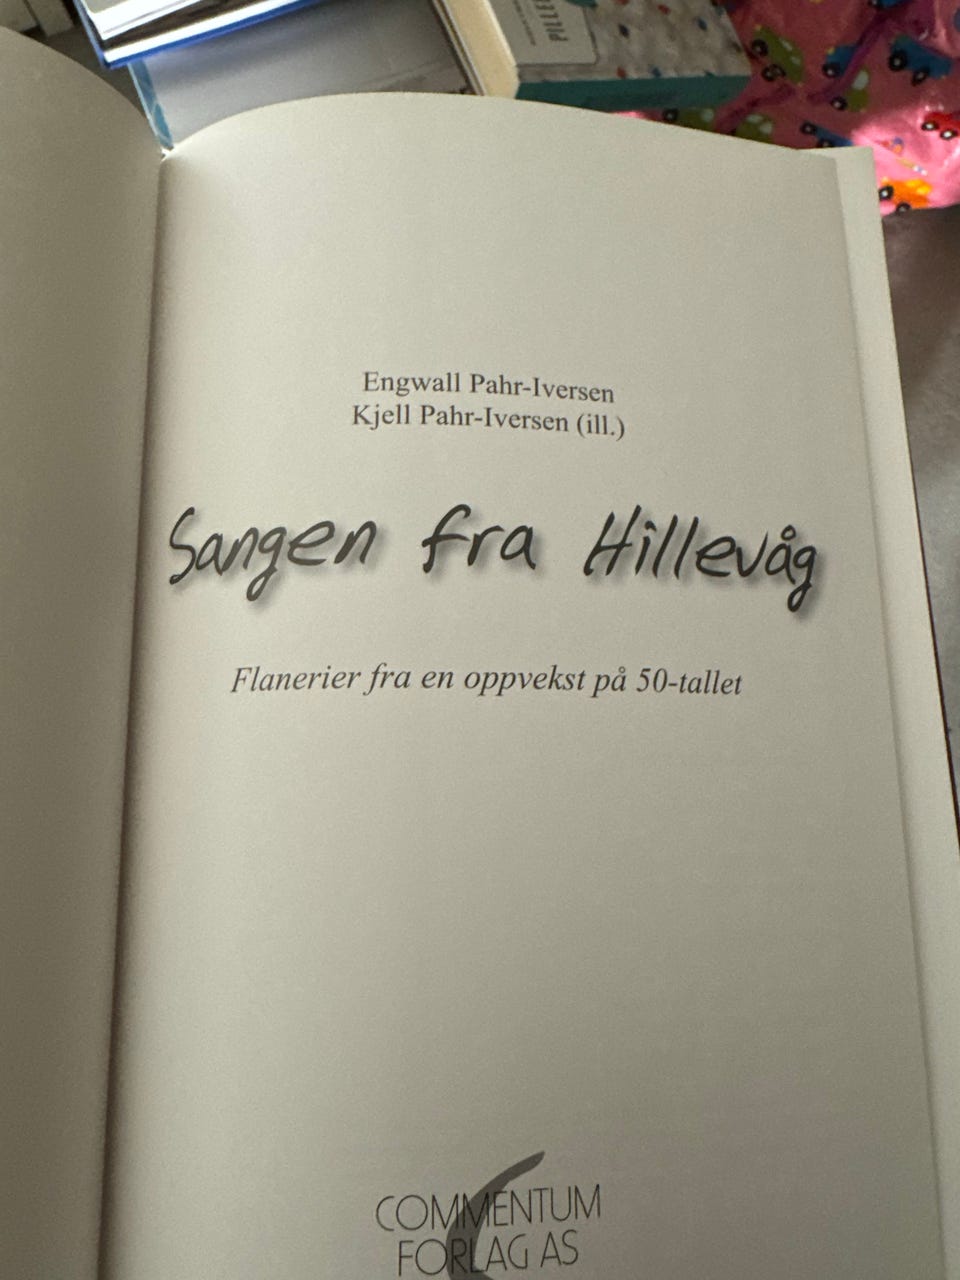 Engwall Pahr-Iversen
Kjell Pahr-Iversen (ill.)
Sangen fra Hillevåg
Flanerier fra en oppvekst på 50-tallet
COMMENTUM
FORLAG AS